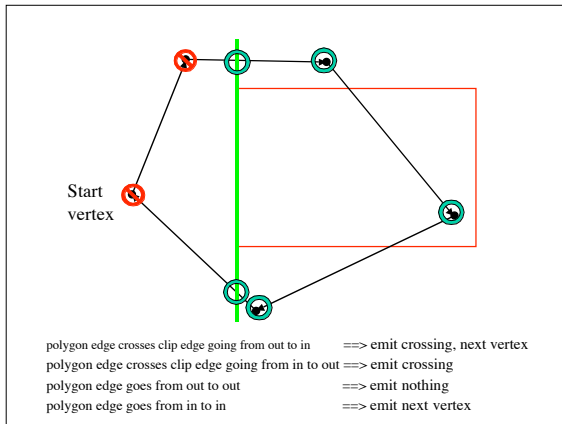 Start
vertex
polygon edge crosses clip edge going from out to in ==> emit crossing, next vertex
polygon edge crosses clip edge going from in to out ==> emit crossing
polygon edge goes from out to out ==> emit nothing
polygon edge goes from in to in ==> emit next vertex